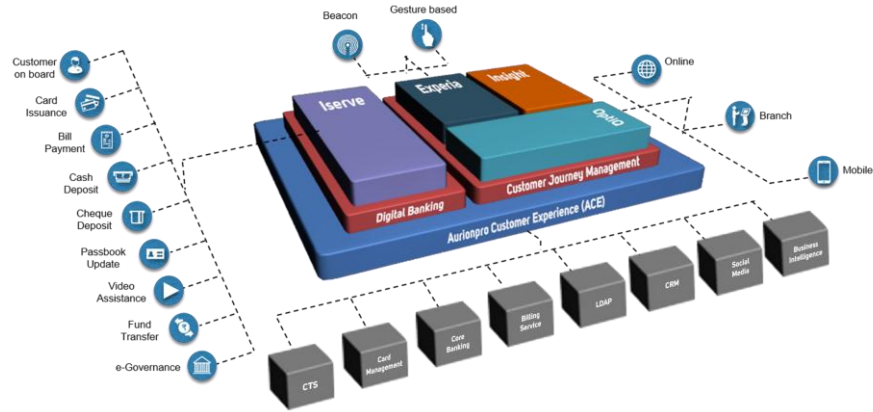 Beacon
Gesture based
Customer
on board
Card
Issuance
Bill
Payment
Cash
Deposit
Cheque
Deposit
Passbook
Update
Video
Assistance
Fund
Transfer
e-Governance
Iserve
Experia
Insight
OptiQ
Digital Banking
Customer Journey Management
Aurionpro Customer Experience (ACE)
Online
Branch
Mobile
CTS
Card
Management
Core
Banking
Billing
Service
LDAP
CRM
Social
Media
Business
Intelligence